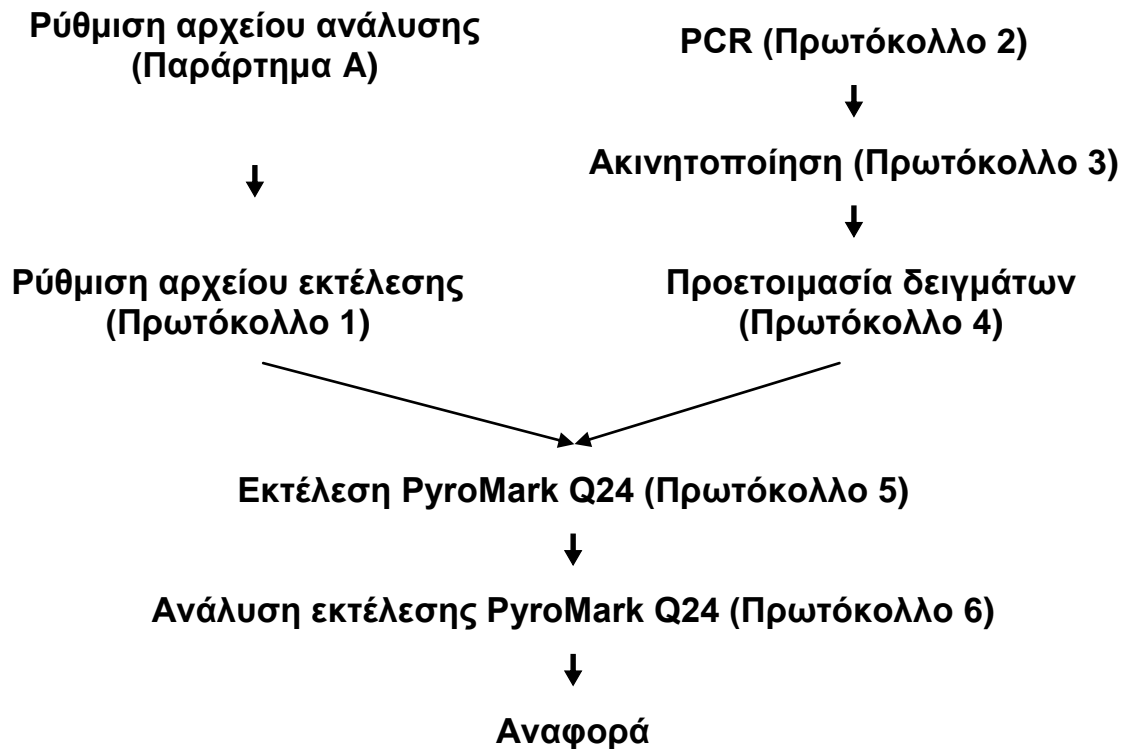 Ρύθμιση αρχείου ανάλυσης
(Παράρτημα Α)
PCR (Πρωτόκολλο 2)
Ακινητοποίηση (Πρωτόκολλο 3)
Ρύθμιση αρχείου εκτέλεσης
(Πρωτόκολλο 1)
Προετοιμασία δειγμάτων
(Πρωτόκολλο 4)
Εκτέλεση PyroMark Q24 (Πρωτόκολλο 5)
Ανάλυση εκτέλεσης PyroMark Q24 (Πρωτόκολλο 6)
Αναφορά